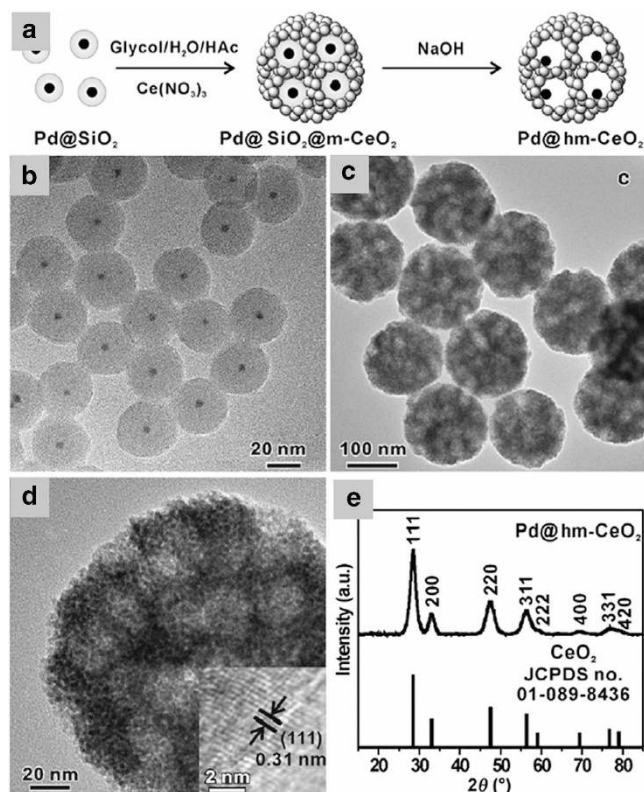 a
Glycol/H₂O/HAc
NaOH
Ce(NO₃)₃
Pd@SiO₂
Pd@SiO₂@m-CeO₂
Pd@hm-CeO₂
b
20 nm
c
c
100 nm
d
20 nm
(111)
0.31 nm
2 nm
e
Pd@hm-CeO₂
111
200
220
311
222
400
331
420
CeO₂
JCPDS no.
01-089-8436
Intensity (a.u.)
20 30 40 50 60 70 80 90
2θ (°)